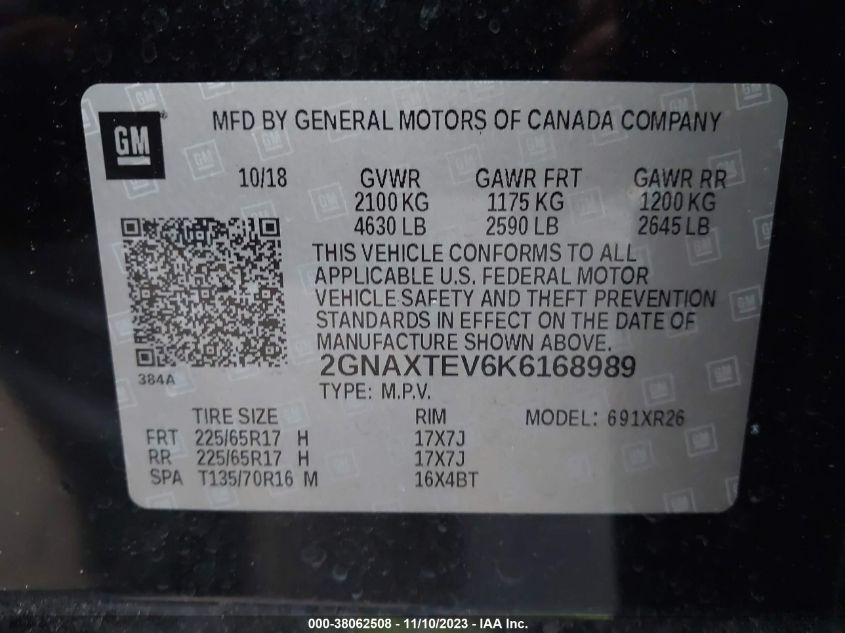 GM
MFD BY GENERAL MOTORS OF CANADA COMPANY
10/18 GVWR GAWR FRT GAWR RR
2100 KG 1175 KG 1200 KG
4630 LB 2590 LB 2645 LB
THIS VEHICLE CONFORMS TO ALL
APPLICABLE U.S. FEDERAL MOTOR
VEHICLE SAFETY AND THEFT PREVENTION
STANDARDS IN EFFECT ON THE DATE OF
MANUFACTURE SHOWN ABOVE.
2GNAXTEV6K6168989
384A
TYPE: M.P.V.
TIRE SIZE RIM MODEL: 691XR26
FRT 225/65R17 H 17X7J
RR 225/65R17 H 17X7J
SPA T135/70R16 M 16X4BT
000-38062508 - 11/10/2023 - IAA Inc.